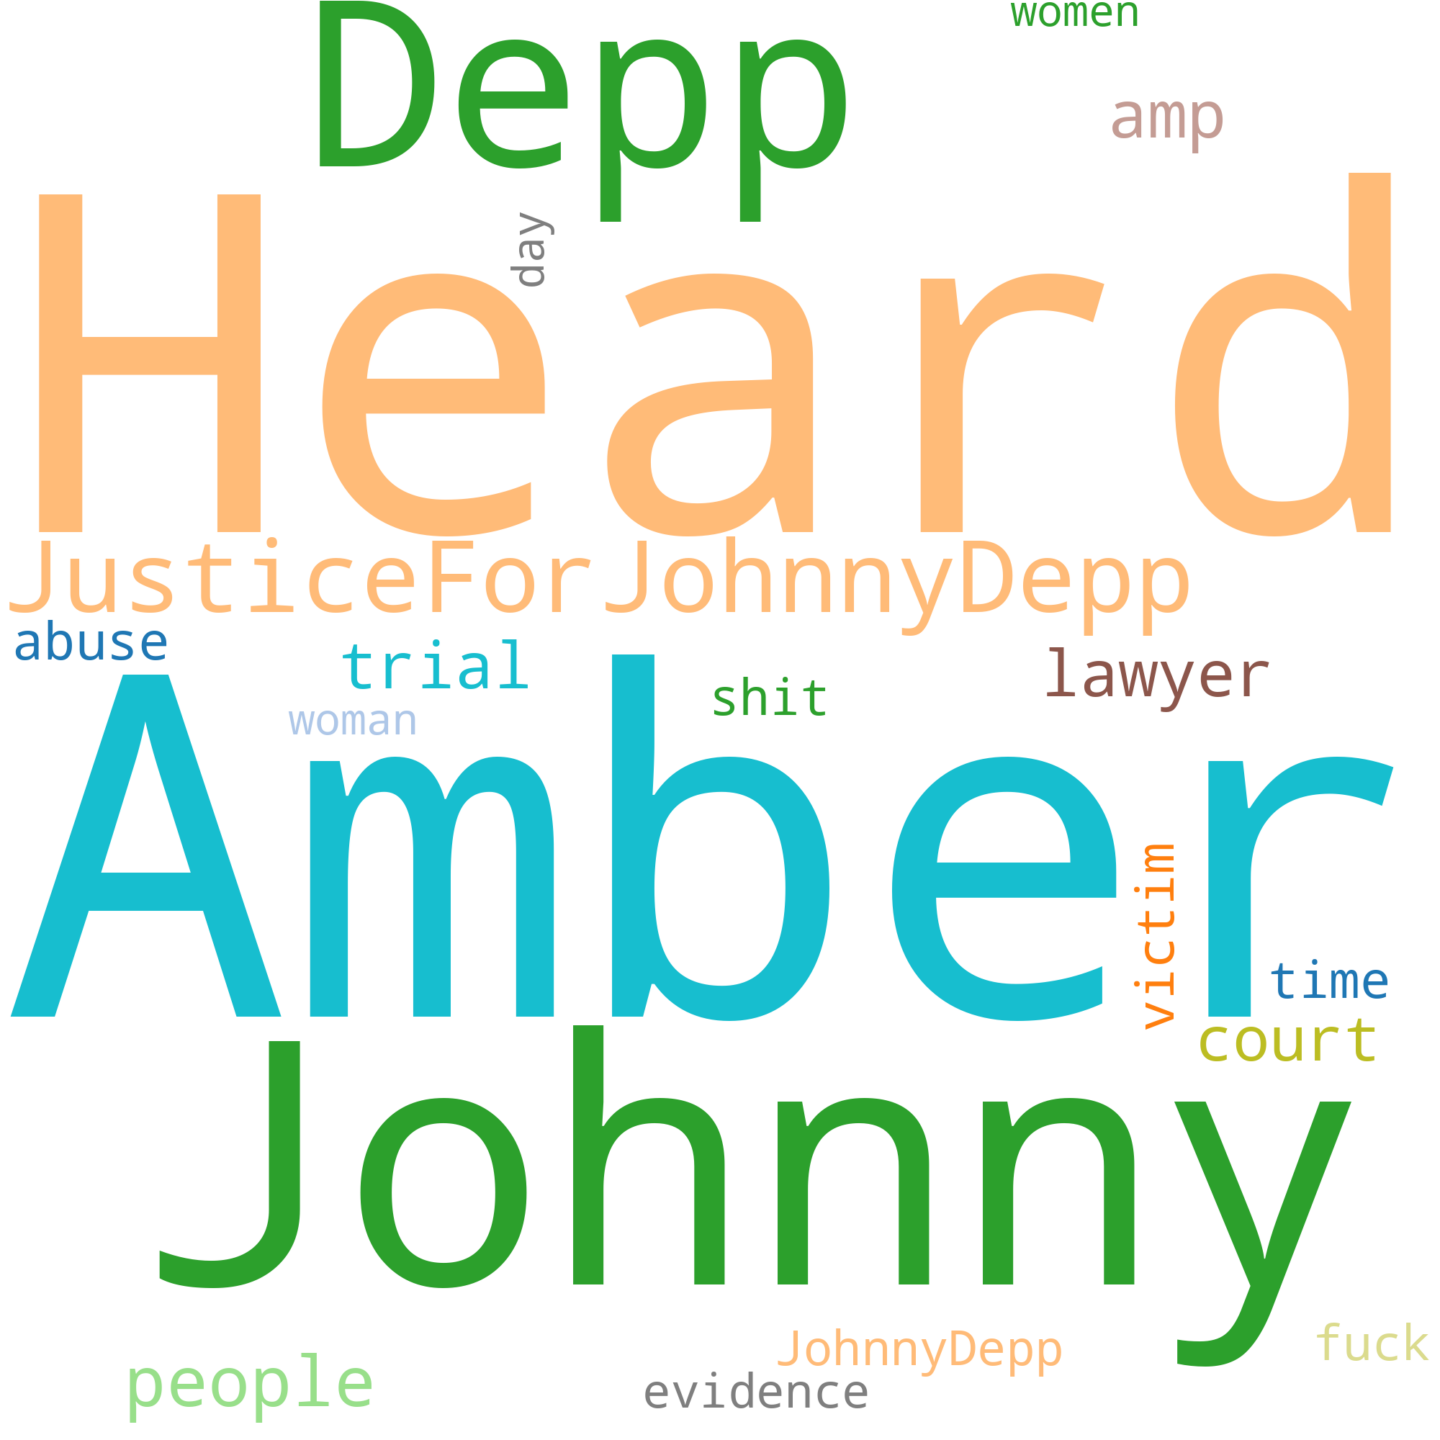 Depp
women
amp
Heard
day
JusticeForJohnnyDepp
abuse
trial
lawyer
woman
shit
Amber
victim
time
court
Johnny
people
JohnnyDepp
fuck
evidence